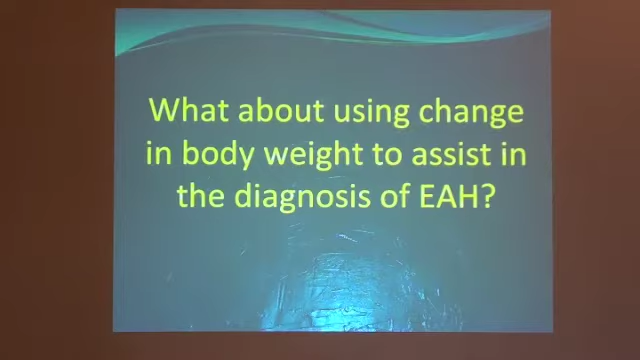 What about using change
in body weight to assist in
the diagnosis of EAH?